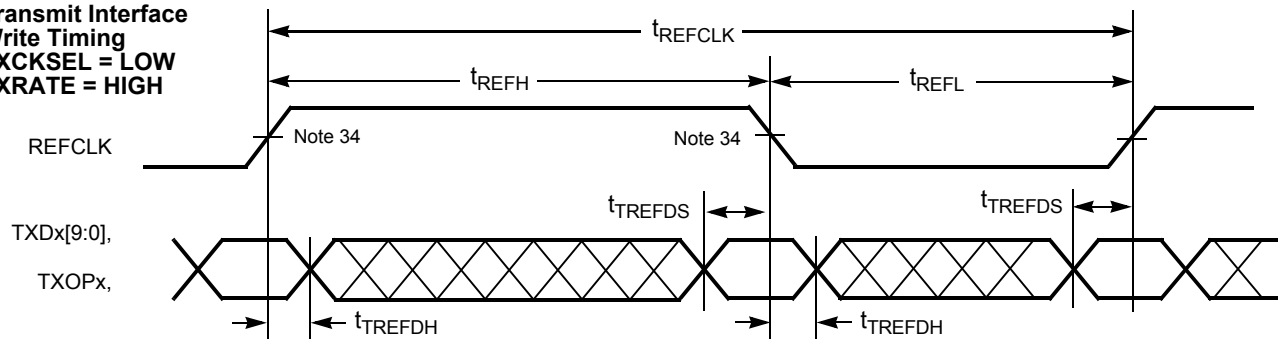 ransmit Interface
rite Timing
XCKSEL = LOW
XRATE = HIGH
tREFCLK
tREFH
tREFL
REFCLK
Note 34
Note 34
tTREFDS
tTREFDS
TXDx[9:0],
TXOPx,
tTREFDH
tTREFDH